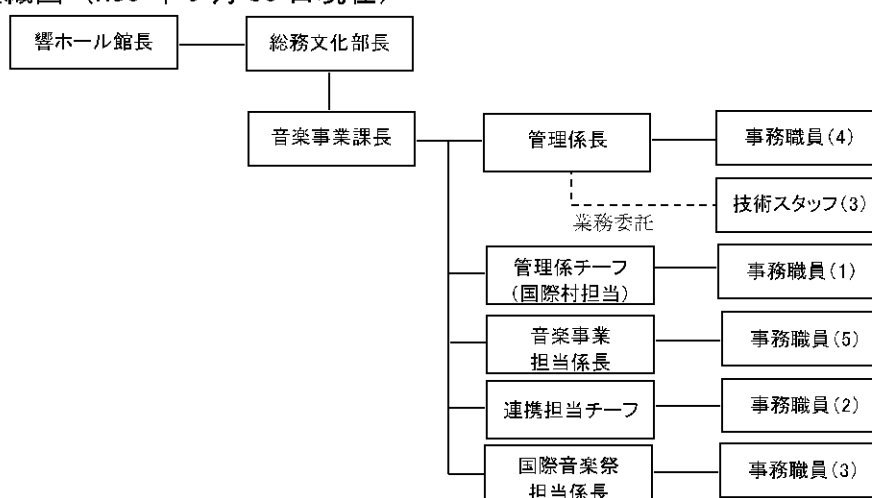 響ホール館長
総務文化部長
音楽事業課長
管理係長
事務職員(4)
技術スタッフ(3)
業務委託
管理係チーフ
(国際村担当)
事務職員(1)
音楽事業
担当係長
事務職員(5)
連携担当チーフ
事務職員(2)
国際音楽祭
担当係長
事務職員(3)